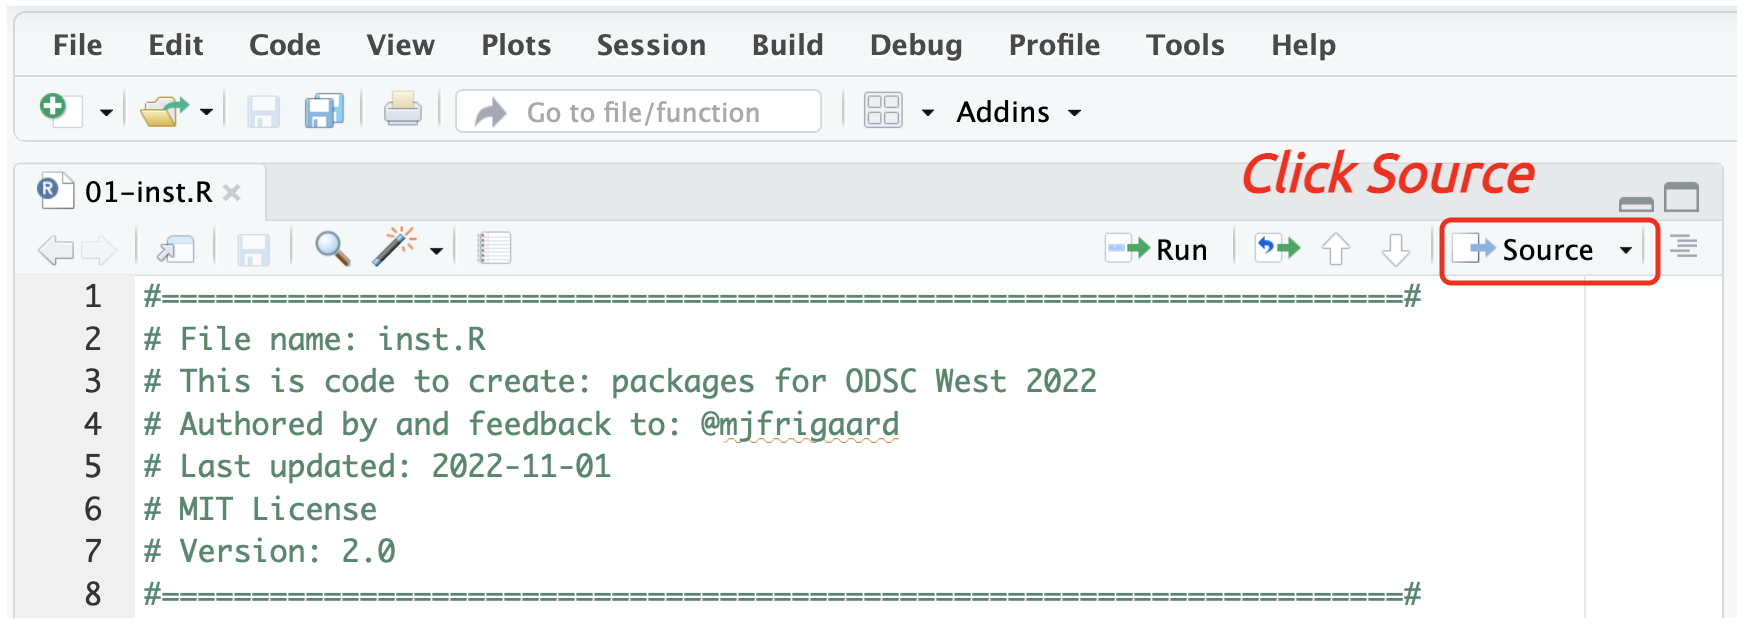 File Edit Code View Plots Session Build Debug Profile Tools Help
Go to file/function Addins
Click Source
R 01-inst.R
Run Source
1 #=====================================================================#
2 # File name: inst.R
3 # This is code to create: packages for ODSC West 2022
4 # Authored by and feedback to: @mjfrigaard
5 # Last updated: 2022-11-01
6 # MIT License
7 # Version: 2.0
8 #=====================================================================#